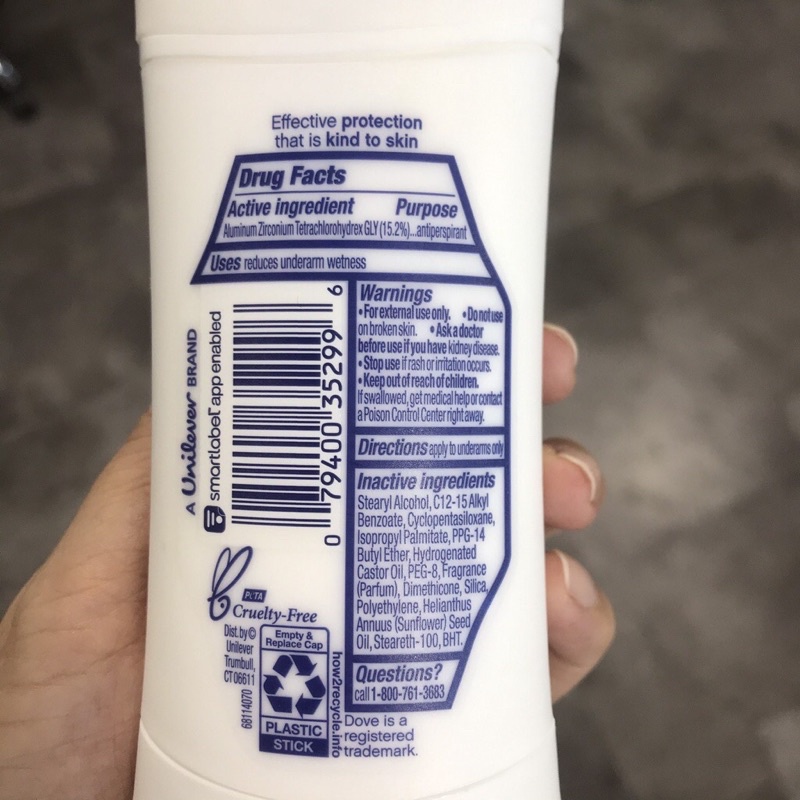 Effective protection
that is kind to skin
Drug Facts
Active ingredient Purpose
Aluminum Zirconium Tetrachlorohydrex GLY (15.2%)...antiperspirant
Uses reduces underarm wetness
Warnings
• For external use only. • Do not use
on broken skin. • Ask a doctor
before use if you have kidney disease.
• Stop use if rash or irritation occurs.
• Keep out of reach of children.
If swallowed, get medical help or contact
a Poison Control Center right away.
Directions apply to underarms only
Inactive ingredients
Stearyl Alcohol, C12-15 Alkyl
Benzoate, Cyclopentasiloxane,
Isopropyl Palmitate, PPG-14
Butyl Ether, Hydrogenated
Castor Oil, PEG-8, Fragrance
(Parfum), Dimethicone, Silica,
Polyethylene, Helianthus
Annuus (Sunflower) Seed
Oil, Steareth-100, BHT.
Questions?
call 1-800-761-3683
Dove is a
registered
trademark.
A Unilever BRAND
smartlabel app enabled
0 79400 35299 6
PETA
Cruelty-Free
Dist. by ©
Unilever
Trumbull,
CT 06611
68114070
Empty &
Replace Cap
PLASTIC
STICK
how2recycle.info